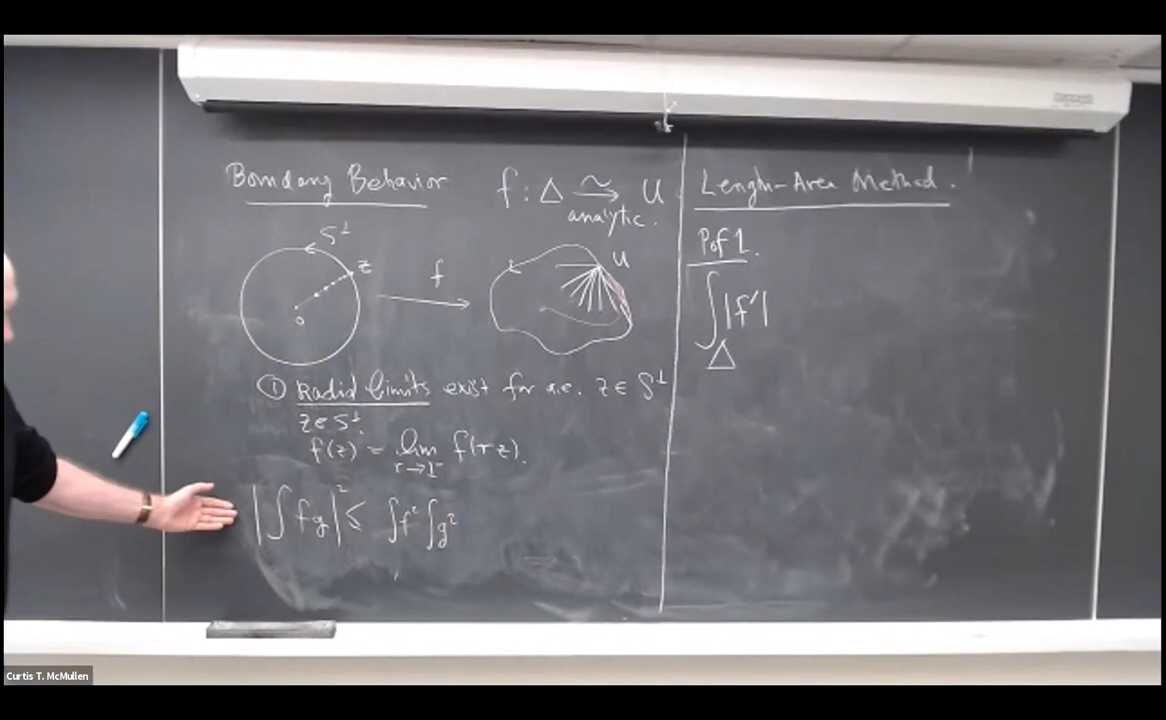 Boundary Behavior
f : Δ ⥲ U
analytic.
S¹
z
f
U
0
① Radial limits exist for a.e. z ∈ S¹
z ∈ S¹.
f(z) = lim f(rz).
r→1⁻
|∫ fg|² ≤ ∫f² ∫g²
Length-Area Method.
Pf of 1.
∫|f'|
Δ
Curtis T. McMullen